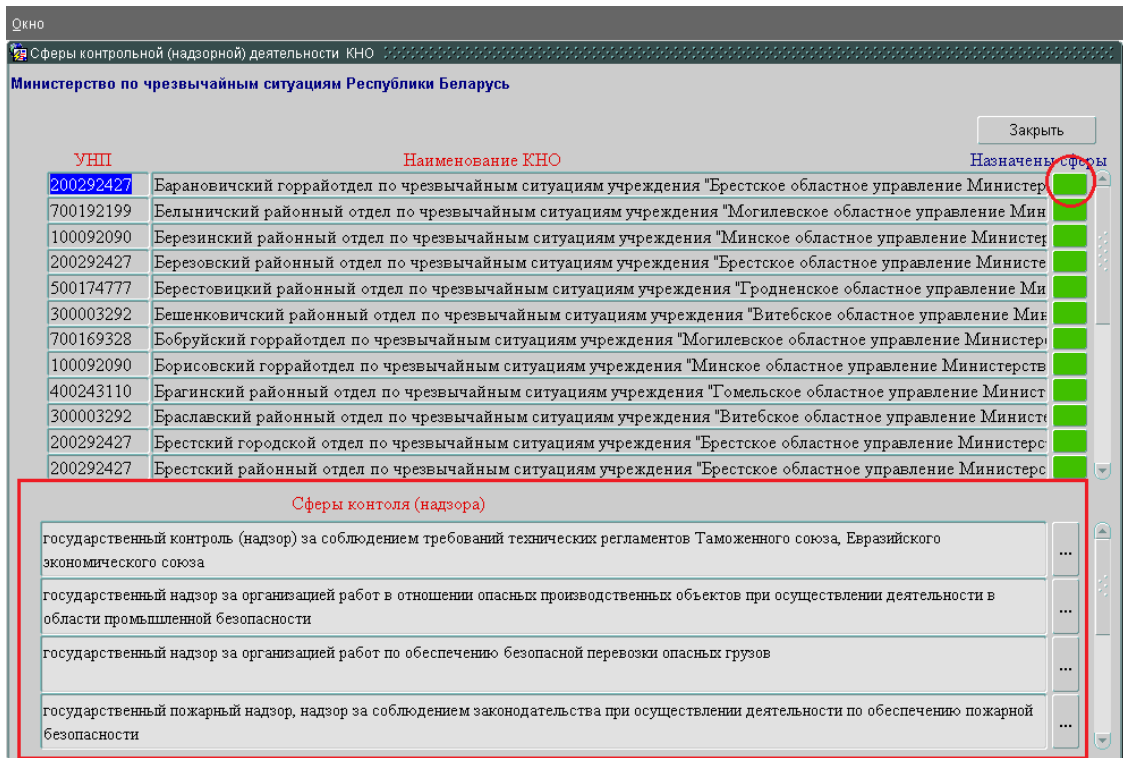 Окно
Сферы контрольной (надзорной) деятельности КНО
Министерство по чрезвычайным ситуациям Республики Беларусь
Закрыть
УНП Наименование КНО Назначены сферы
200292427 Барановичский горрайотдел по чрезвычайным ситуациям учреждения "Брестское областное управление Министер
700192199 Белыничский районный отдел по чрезвычайным ситуациям учреждения "Могилевское областное управление Мин
100092090 Березинский районный отдел по чрезвычайным ситуациям учреждения "Минское областное управление Министер
200292427 Березовский районный отдел по чрезвычайным ситуациям учреждения "Брестское областное управление Министе
500174777 Берестовицкий районный отдел по чрезвычайным ситуациям учреждения "Гродненское областное управление Ми
300003292 Бешенковичский районный отдел по чрезвычайным ситуациям учреждения "Витебское областное управление Мин
700169328 Бобруйский горрайотдел по чрезвычайным ситуациям учреждения "Могилевское областное управление Министер
100092090 Борисовский горрайотдел по чрезвычайным ситуациям учреждения "Минское областное управление Министерств
400243110 Брагинский районный отдел по чрезвычайным ситуациям учреждения "Гомельское областное управление Минист
300003292 Браславский районный отдел по чрезвычайным ситуациям учреждения "Витебское областное управление Министе
200292427 Брестский городской отдел по чрезвычайным ситуациям учреждения "Брестское областное управление Министерс
200292427 Брестский районный отдел по чрезвычайным ситуациям учреждения "Брестское областное управление Министерс
Сферы контоля (надзора)
государственный контроль (надзор) за соблюдением требований технических регламентов Таможенного союза, Евразийского
экономического союза
...
государственный надзор за организацией работ в отношении опасных производственных объектов при осуществлении деятельности в
области промышленной безопасности
...
государственный надзор за организацией работ по обеспечению безопасной перевозки опасных грузов
...
государственный пожарный надзор, надзор за соблюдением законодательства при осуществлении деятельности по обеспечению пожарной
безопасности
...